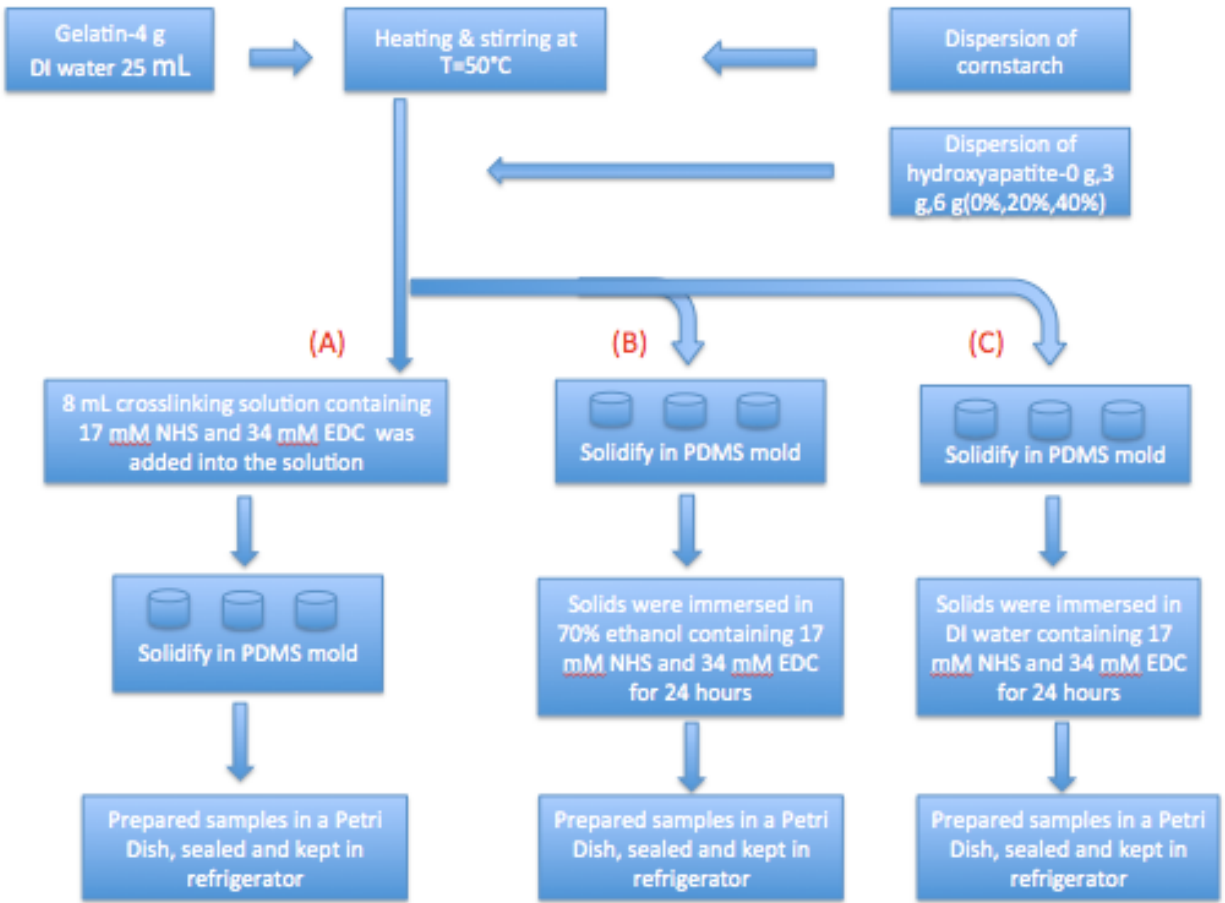 Gelatin-4 g
DI water 25 mL
Heating & stirring at
T=50°C
Dispersion of
cornstarch
Dispersion of
hydroxyapatite-0 g,3
g,6 g(0%,20%,40%)
(A)
(B)
(C)
8 mL crosslinking solution containing
17 mM NHS and 34 mM EDC was
added into the solution
Solidify in PDMS mold
Solidify in PDMS mold
Solidify in PDMS mold
Solids were immersed in
70% ethanol containing 17
mM NHS and 34 mM EDC
for 24 hours
Solids were immersed in
DI water containing 17
mM NHS and 34 mM EDC
for 24 hours
Prepared samples in a Petri
Dish, sealed and kept in
refrigerator
Prepared samples in a Petri
Dish, sealed and kept in
refrigerator
Prepared samples in a Petri
Dish, sealed and kept in
refrigerator